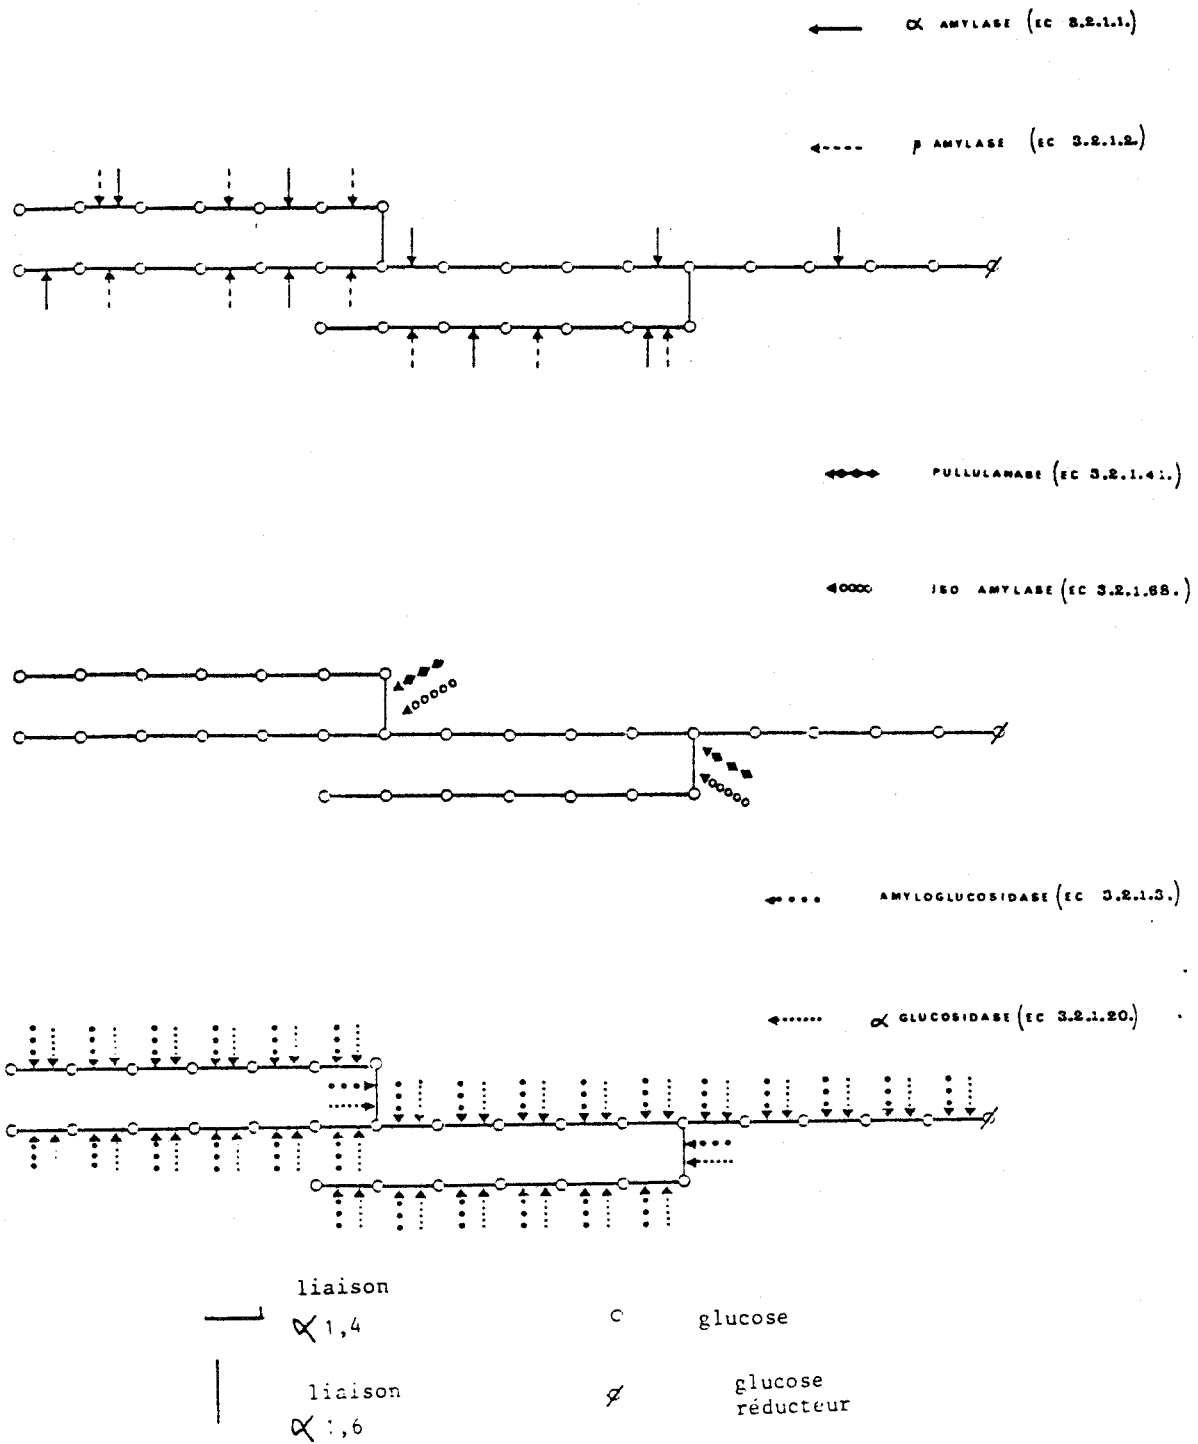 α AMYLASE (EC 3.2.1.1.)
β AMYLASE (EC 3.2.1.2.)
PULLULANASE (EC 3.2.1.41.)
ISO AMYLASE (EC 3.2.1.68.)
AMYLOGLUCOSIDASE (EC 3.2.1.3.)
α GLUCOSIDASE (EC 3.2.1.20.)
liaison
α 1,4
glucose
liaison
α 1,6
glucose
réducteur